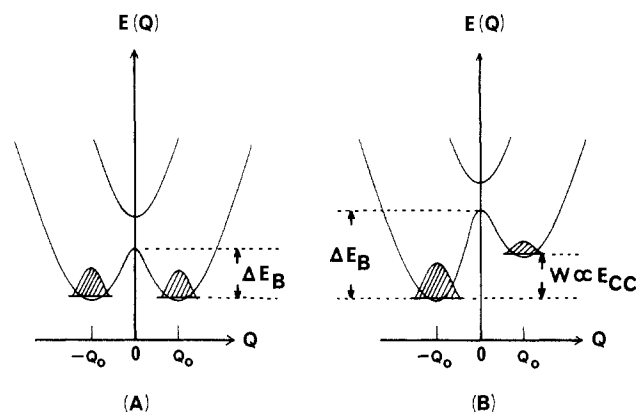 E(Q)
E(Q)
ΔE_B
ΔE_B
W ∝ E_CC
Q
Q
−Q₀ 0 Q₀
−Q₀ 0 Q₀
(A)
(B)